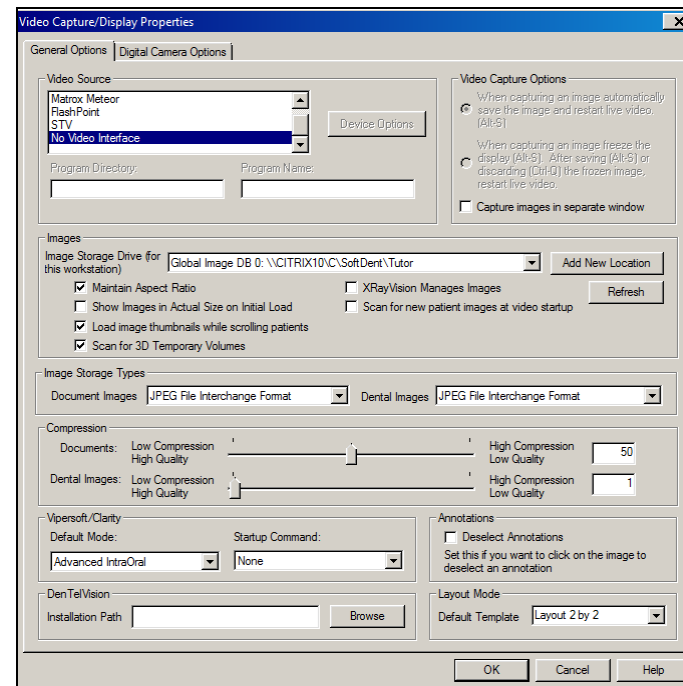 Video Capture/Display Properties
General Options
Digital Camera Options
Video Source
Matrox Meteor
FlashPoint
STV
No Video Interface
Device Options
Program Directory:
Program Name:
Video Capture Options
When capturing an image automatically
save the image and restart live video.
(Alt-S)
When capturing an image freeze the
display (Alt-S). After saving (Alt-S) or
discarding (Ctrl-Q) the frozen image,
restart live video.
Capture images in separate window
Images
Image Storage Drive (for
this workstation)
Global Image DB 0: \\CITRIX10\C\SoftDent\Tutor
Add New Location
Maintain Aspect Ratio
XRayVision Manages Images
Refresh
Show Images in Actual Size on Initial Load
Scan for new patient images at video startup
Load image thumbnails while scrolling patients
Scan for 3D Temporary Volumes
Image Storage Types
Document Images
JPEG File Interchange Format
Dental Images
JPEG File Interchange Format
Compression
Documents:
Low Compression
High Quality
High Compression
Low Quality
50
Dental Images:
Low Compression
High Quality
High Compression
Low Quality
1
Vipersoft/Clarity
Default Mode:
Startup Command:
Advanced IntraOral
None
Annotations
Deselect Annotations
Set this if you want to click on the image to
deselect an annotation
DenTelVision
Installation Path
Browse
Layout Mode
Default Template
Layout 2 by 2
OK
Cancel
Help